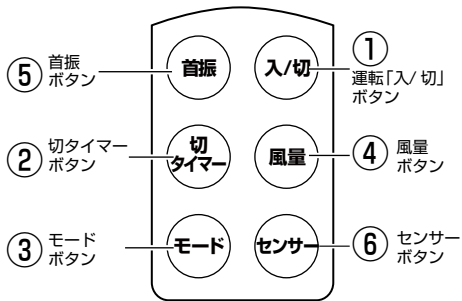 首振
入/切
切
タイマー
風量
モード
センサー
⑤ 首振
ボタン
① 運転「入/切」
ボタン
② 切タイマー
ボタン
④ 風量
ボタン
③ モード
ボタン
⑥ センサー
ボタン